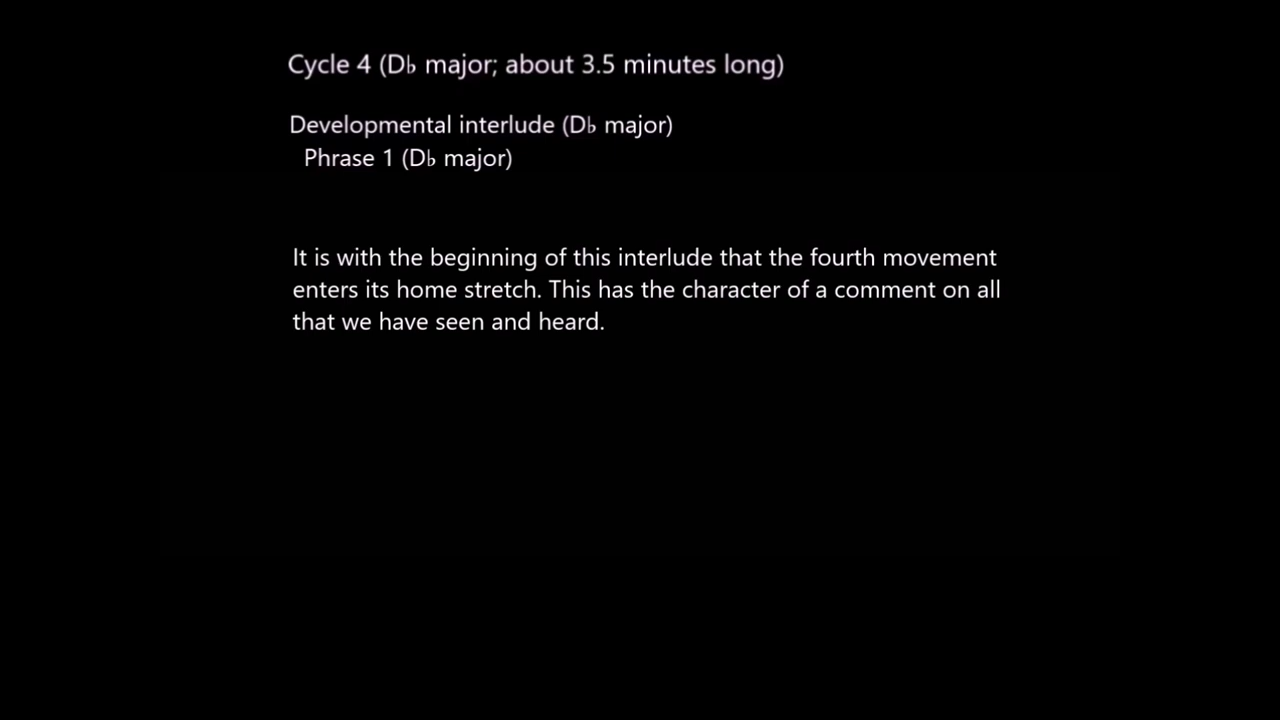 Cycle 4 (D♭ major; about 3.5 minutes long)
Developmental interlude (D♭ major)
Phrase 1 (D♭ major)
It is with the beginning of this interlude that the fourth movement
enters its home stretch. This has the character of a comment on all
that we have seen and heard.